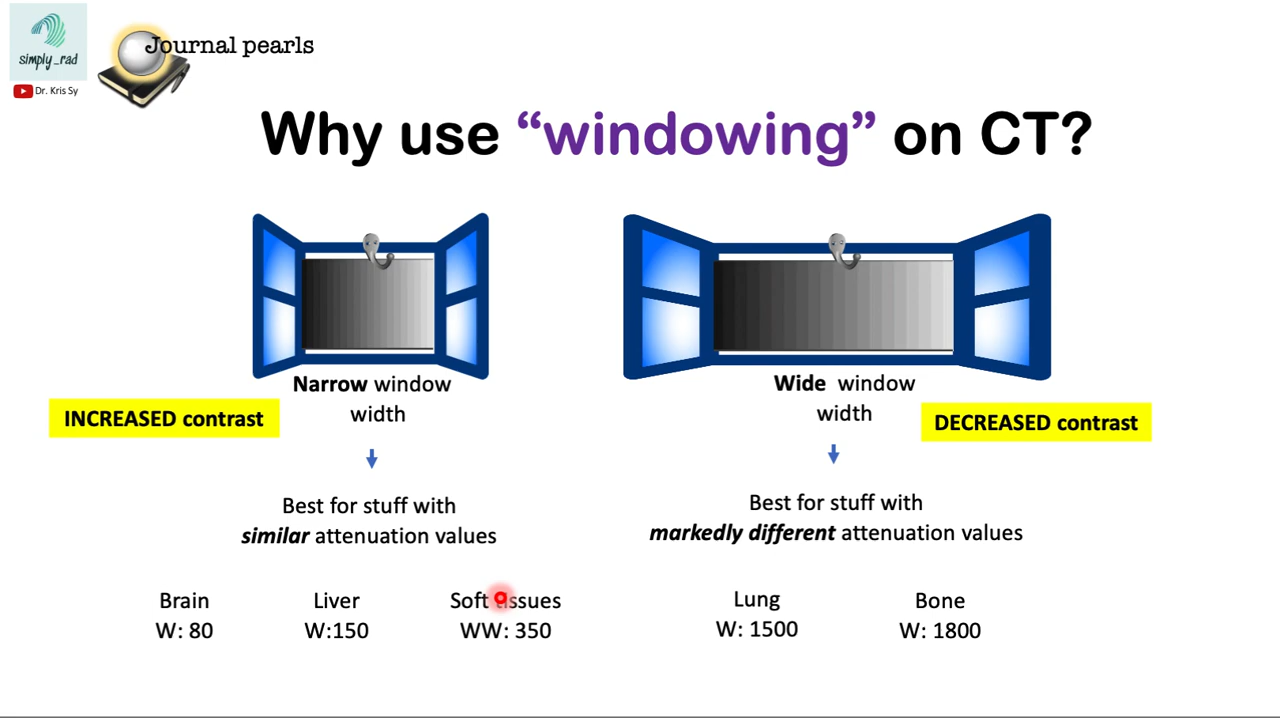 simply_rad
Dr. Kris Sy
Journal pearls
Why use “windowing” on CT?
Narrow window
width
INCREASED contrast
Best for stuff with
similar attenuation values
Brain
W: 80
Liver
W:150
Soft tissues
WW: 350
Wide window
width
DECREASED contrast
Best for stuff with
markedly different attenuation values
Lung
W: 1500
Bone
W: 1800